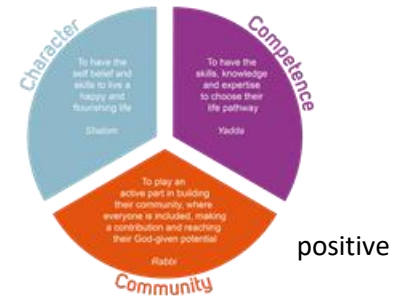 Character
To have the
self belief and
skills to live a
happy and
flourishing life
Shalom
Competence
To have the
skills, knowledge
and expertise
to choose their
life pathway
Yadda
To play an
active part in building
their community, where
everyone is included, making
a contribution and reaching
their God-given potential
Rabbi
Community
positive